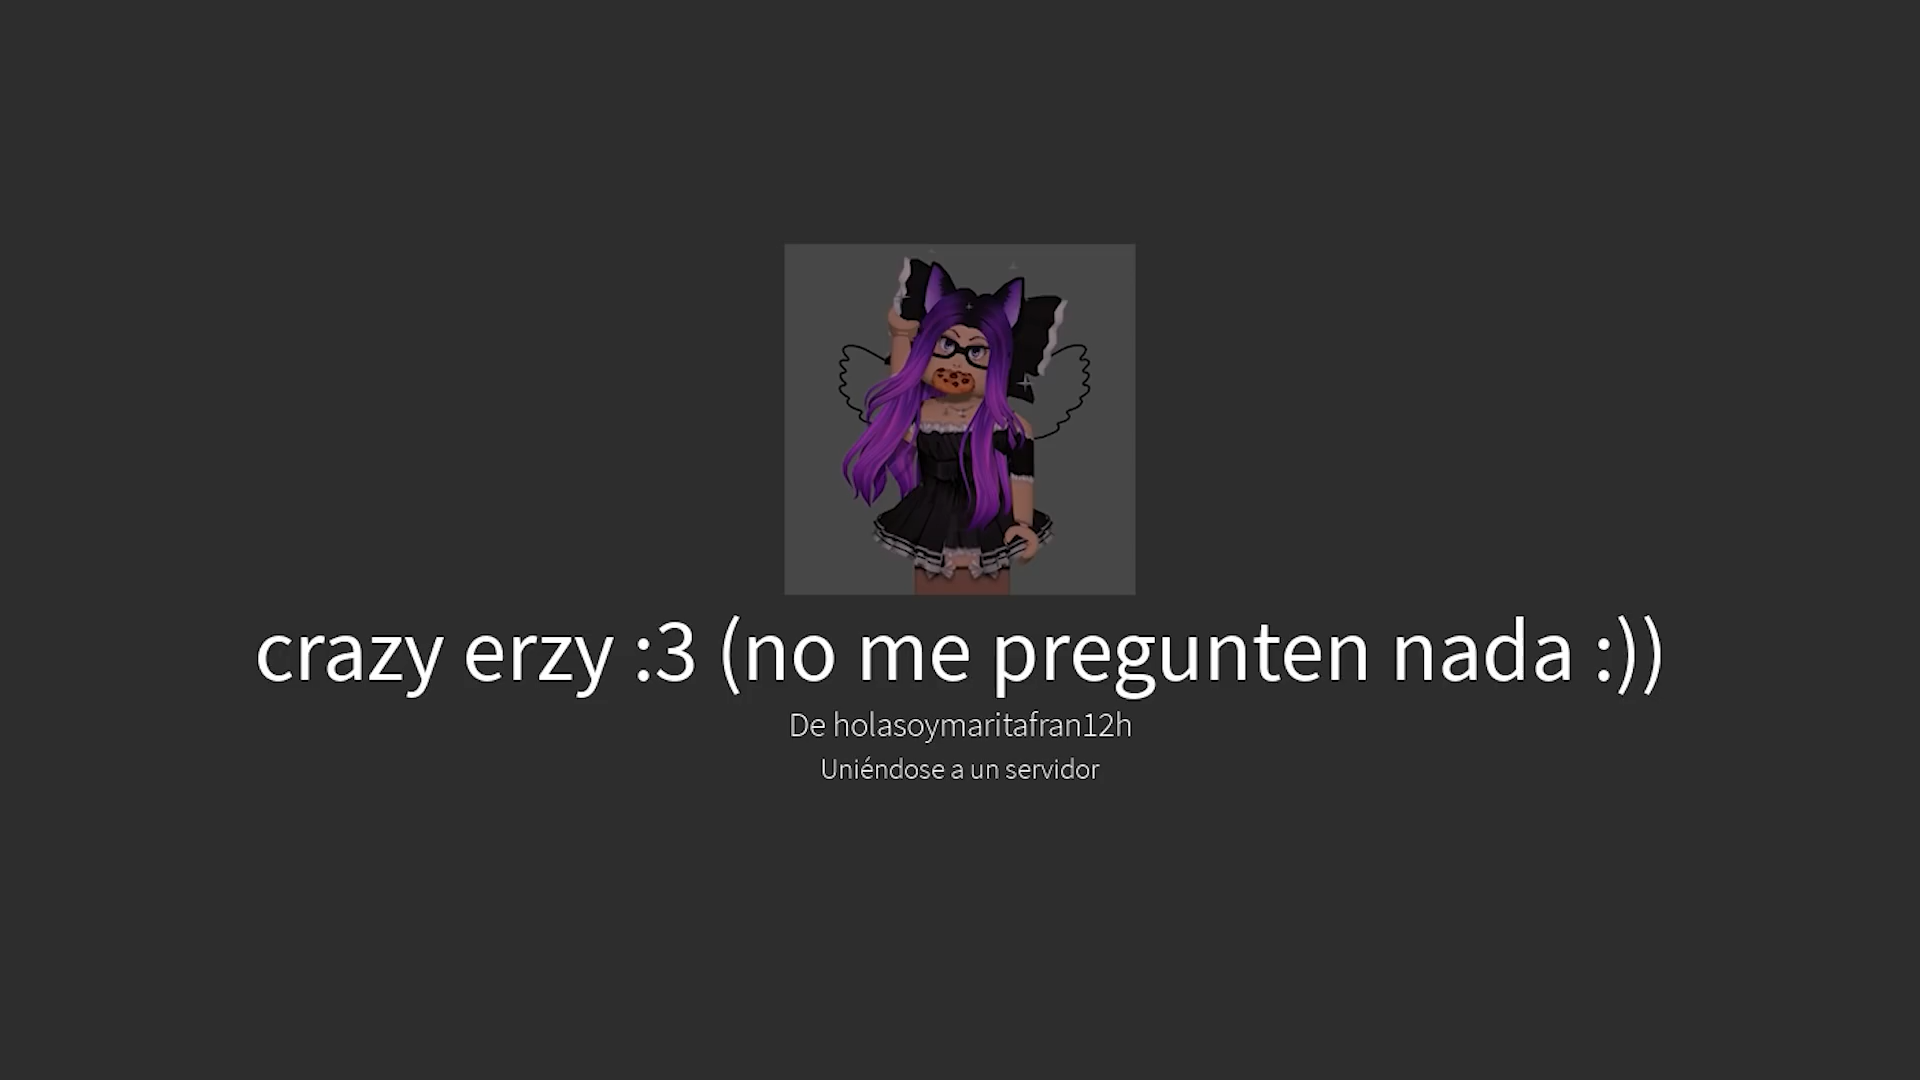 crazy erzy :3 (no me pregunten nada :))
De holasoymaritafran12h
Uniéndose a un servidor